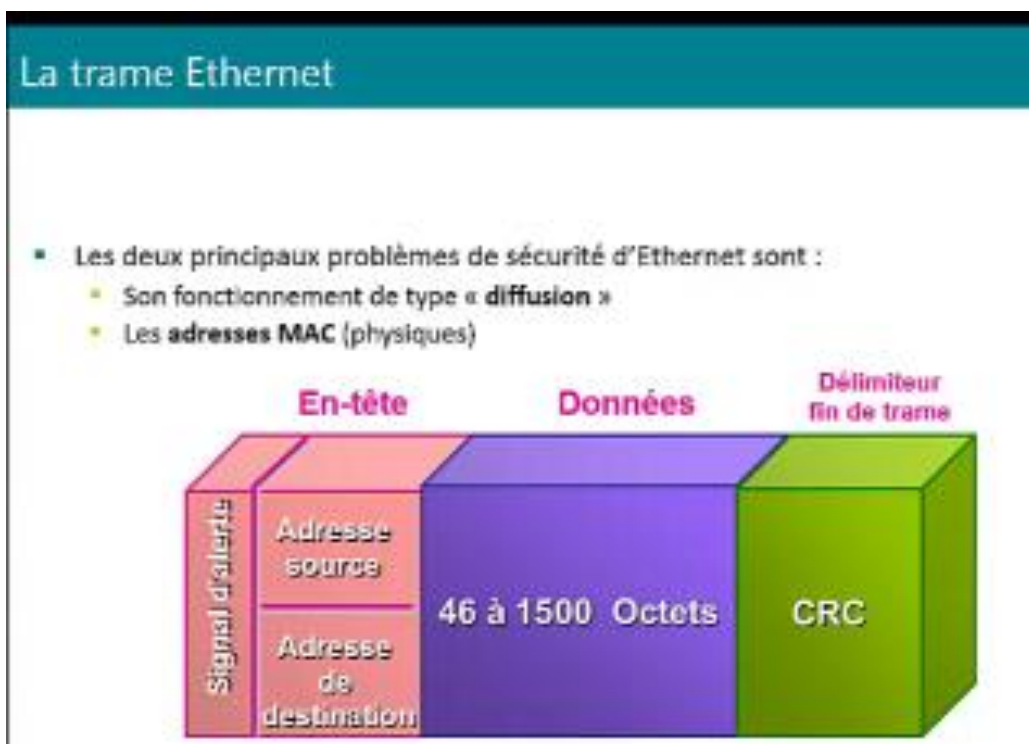 La trame Ethernet
Les deux principaux problèmes de sécurité d'Ethernet sont :
Son fonctionnement de type « diffusion »
Les adresses MAC (physiques)
En-tête
Données
Délimiteur
fin de trame
Signal d'alerte
Adresse
source
Adresse
de
destination
46 à 1500 Octets
CRC